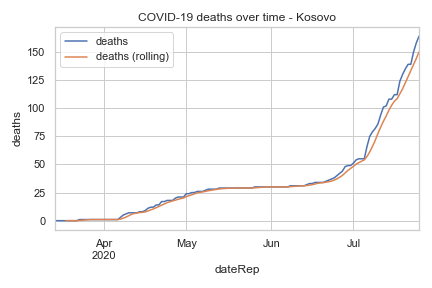 COVID-19 deaths over time - Kosovo
deaths
deaths (rolling)
150
125
100
75
50
25
0
deaths
Apr
2020
May
Jun
Jul
dateRep